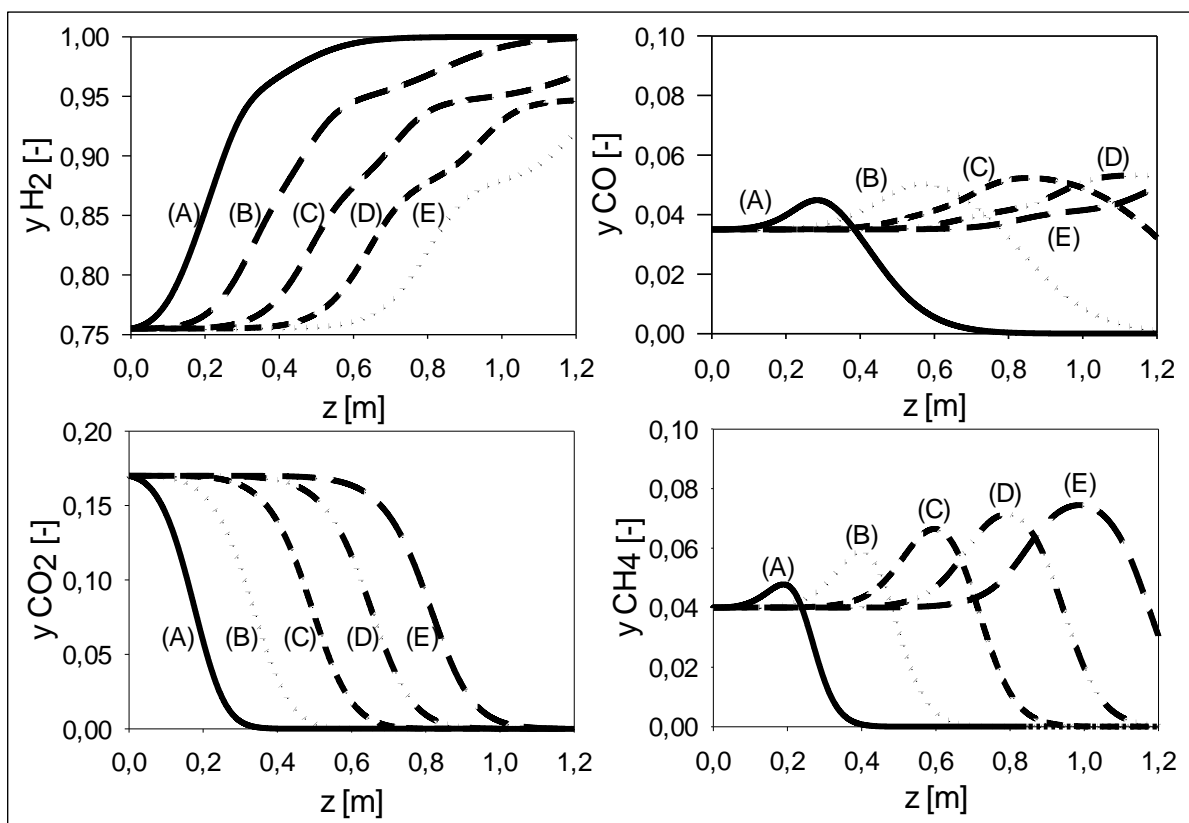 1,00
0,95
0,90
0,85
0,80
0,75
y H2 [-]
(A)
(B)
(C)
(D)
(E)
0,0 0,2 0,4 0,6 0,8 1,0 1,2
z [m]
0,10
0,08
0,06
0,04
0,02
0,00
y CO [-]
(A)
(B)
(C)
(D)
(E)
0,0 0,2 0,4 0,6 0,8 1,0 1,2
z [m]
0,20
0,15
0,10
0,05
0,00
y CO2 [-]
(A)
(B)
(C)
(D)
(E)
0,0 0,2 0,4 0,6 0,8 1,0 1,2
z [m]
0,10
0,08
0,06
0,04
0,02
0,00
y CH4 [-]
(A)
(B)
(C)
(D)
(E)
0,0 0,2 0,4 0,6 0,8 1,0 1,2
z [m]